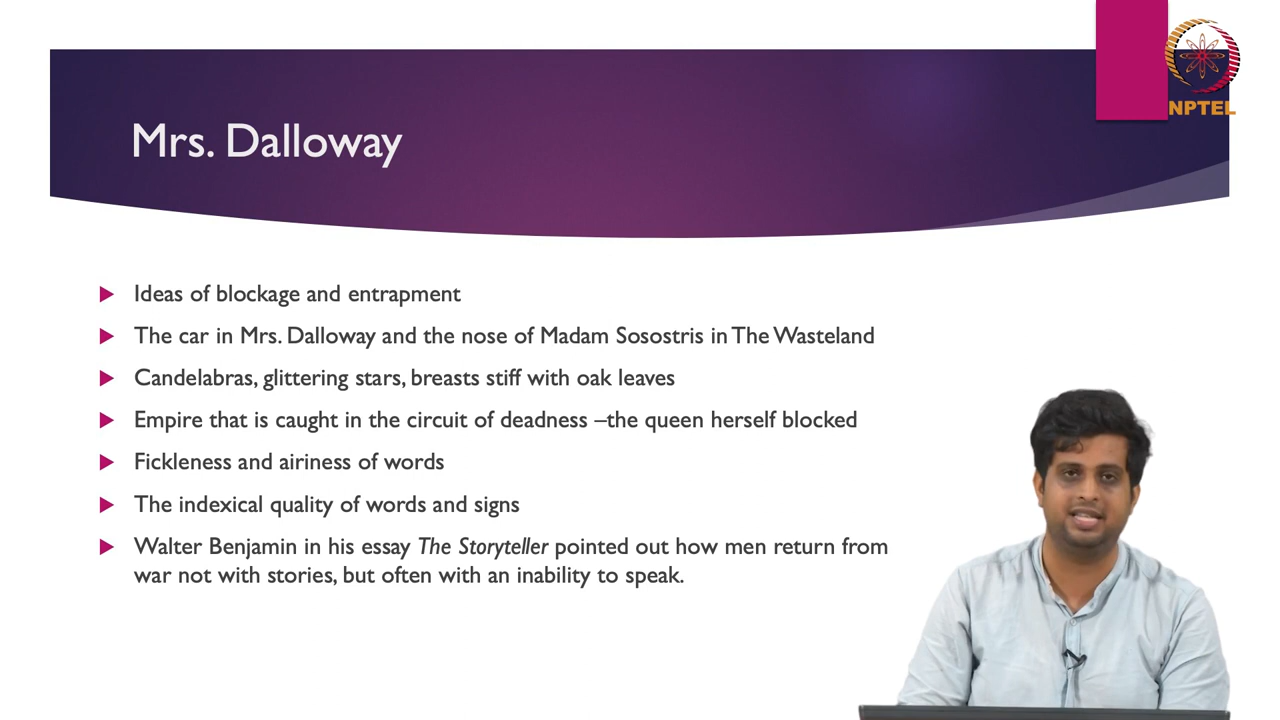 NPTEL
Mrs. Dalloway
Ideas of blockage and entrapment
The car in Mrs. Dalloway and the nose of Madam Sosostris in The Wasteland
Candelabras, glittering stars, breasts stiff with oak leaves
Empire that is caught in the circuit of deadness –the queen herself blocked
Fickleness and airiness of words
The indexical quality of words and signs
Walter Benjamin in his essay The Storyteller pointed out how men return from
war not with stories, but often with an inability to speak.